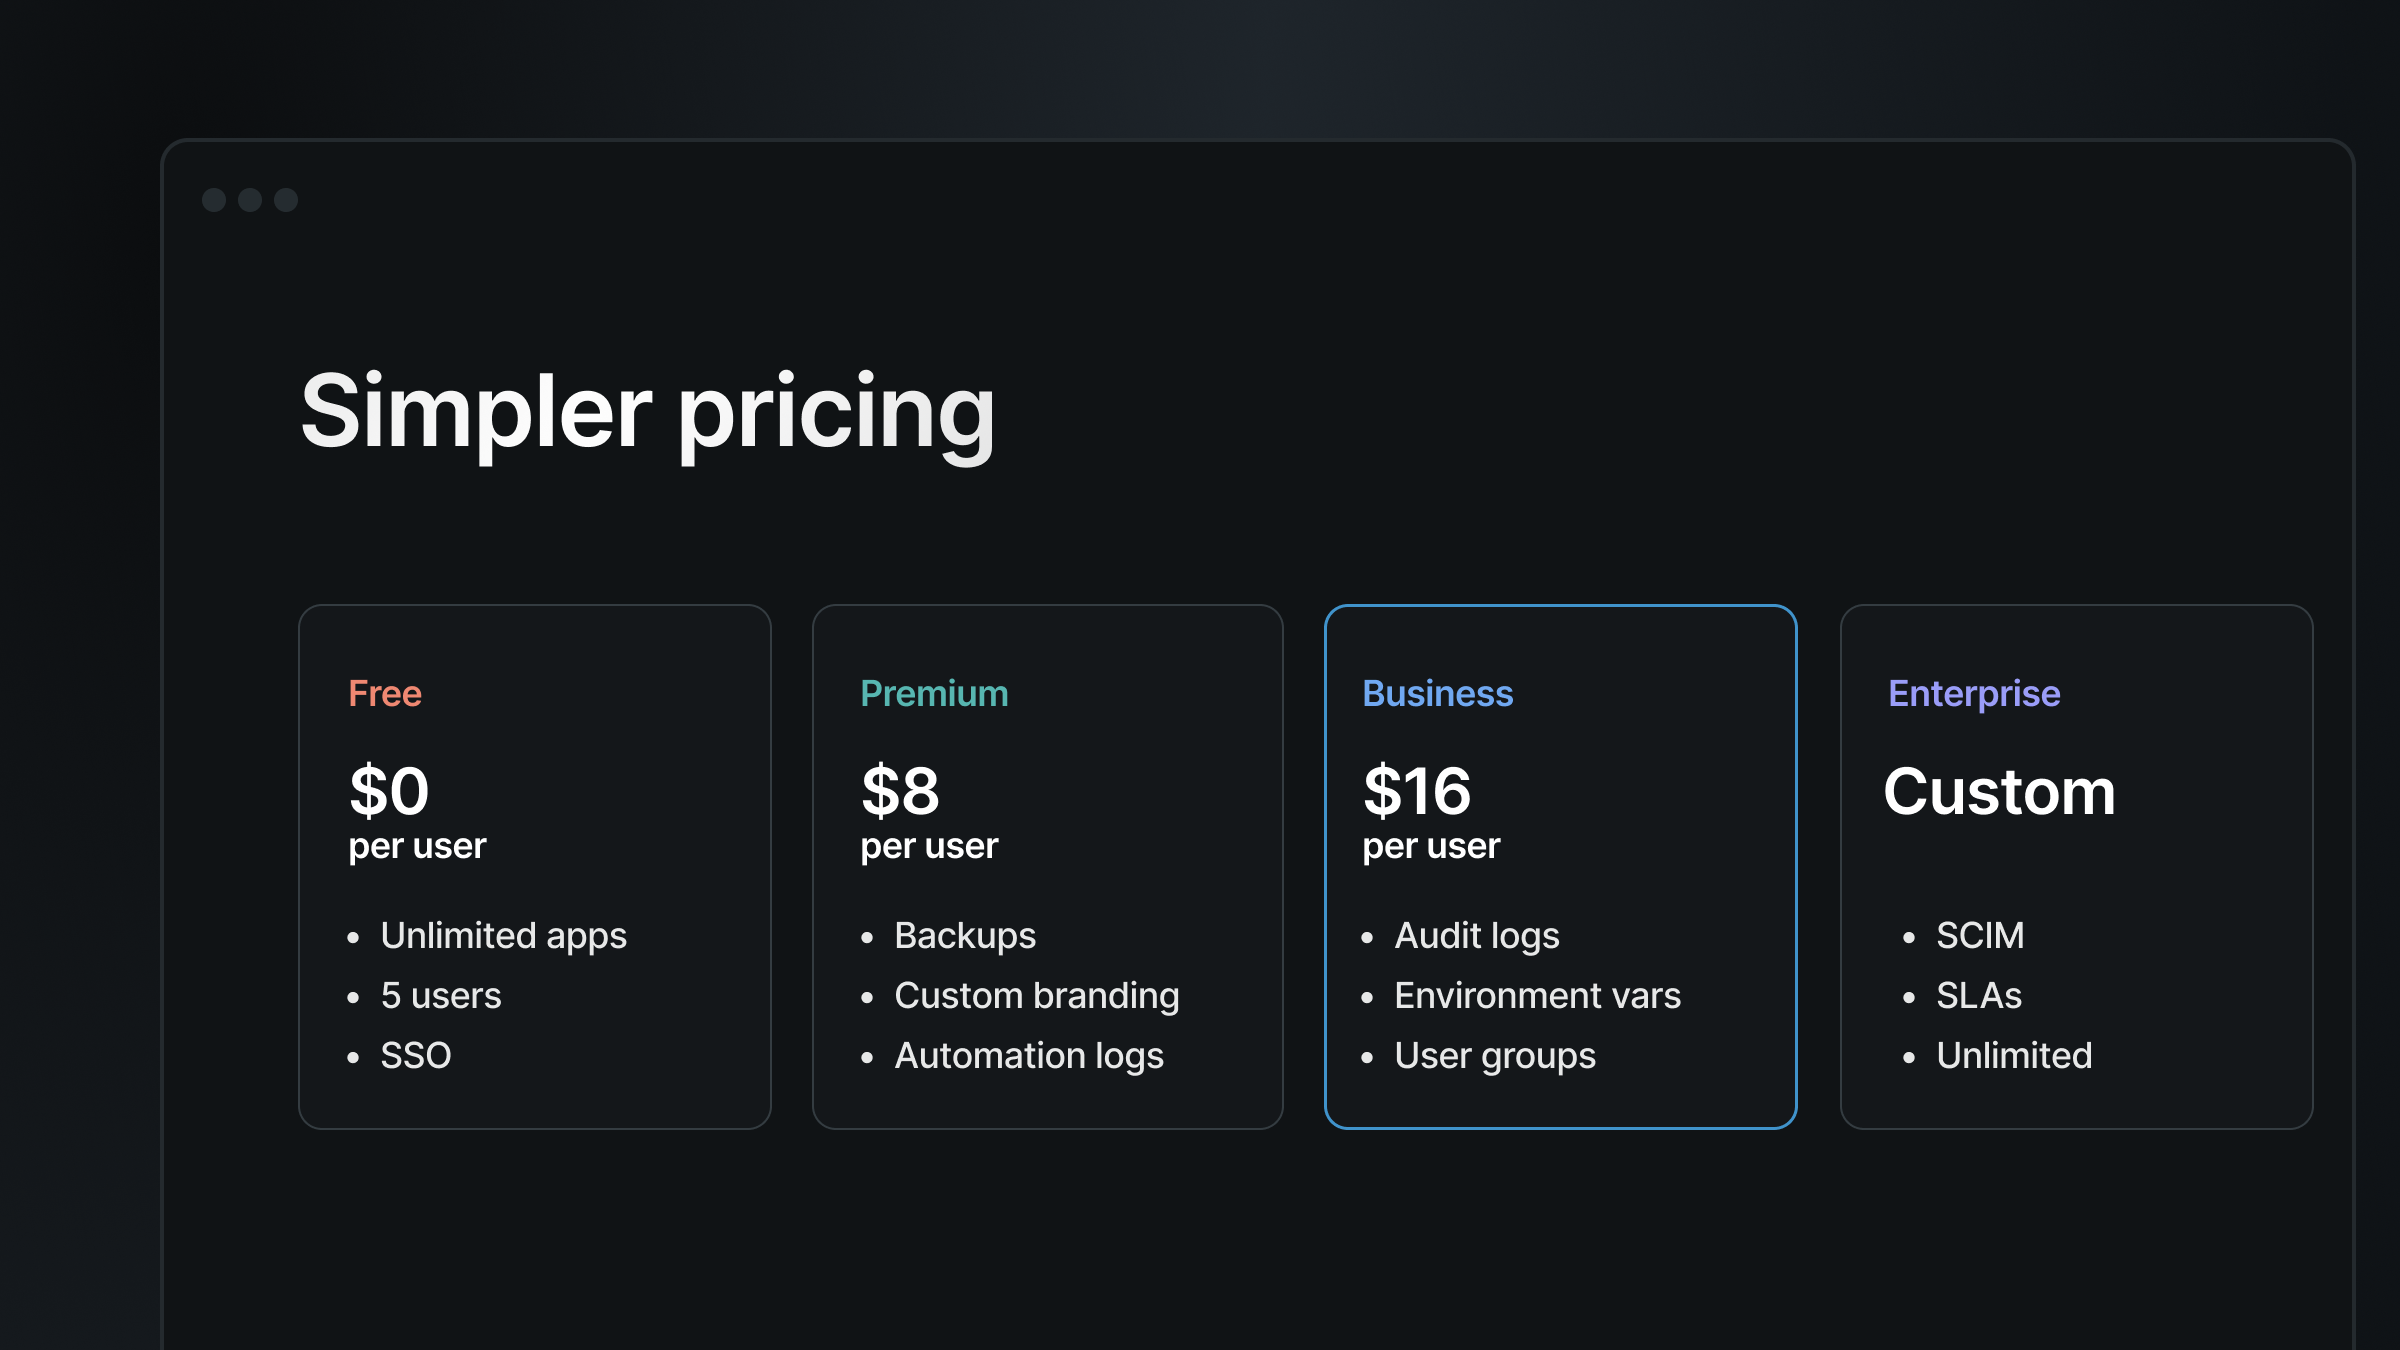 Simpler pricing
Free
$0
per user
• Unlimited apps
• 5 users
• SSO
Premium
$8
per user
• Backups
• Custom branding
• Automation logs
Business
$16
per user
• Audit logs
• Environment vars
• User groups
Enterprise
Custom
• SCIM
• SLAs
• Unlimited